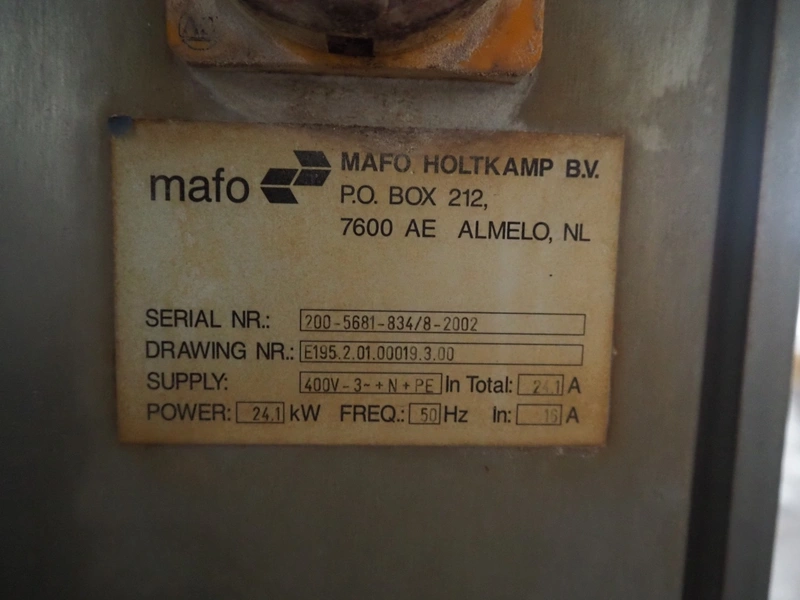 mafo
MAFO HOLTKAMP B.V.
P.O. BOX 212,
7600 AE ALMELO, NL
SERIAL NR.: 200-5681-834/8-2002
DRAWING NR.: E195.2.01.00019.3.00
SUPPLY: 400V-3~+N+PE In Total: 24.1 A
POWER: 24.1 kW FREQ.: 50 Hz In: 16 A